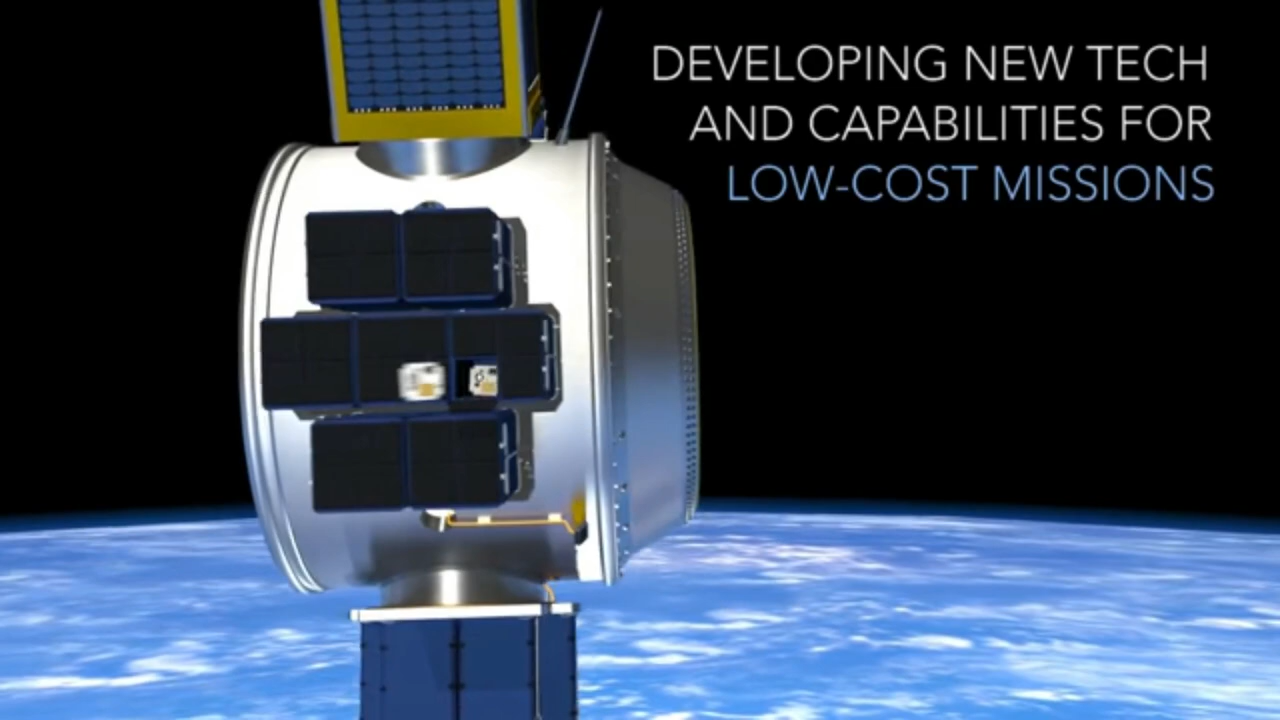 DEVELOPING NEW TECH
AND CAPABILITIES FOR
LOW-COST MISSIONS